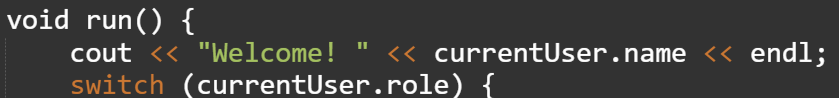 void run() {
    cout << "Welcome! " << currentUser.name << endl;
    switch (currentUser.role) {